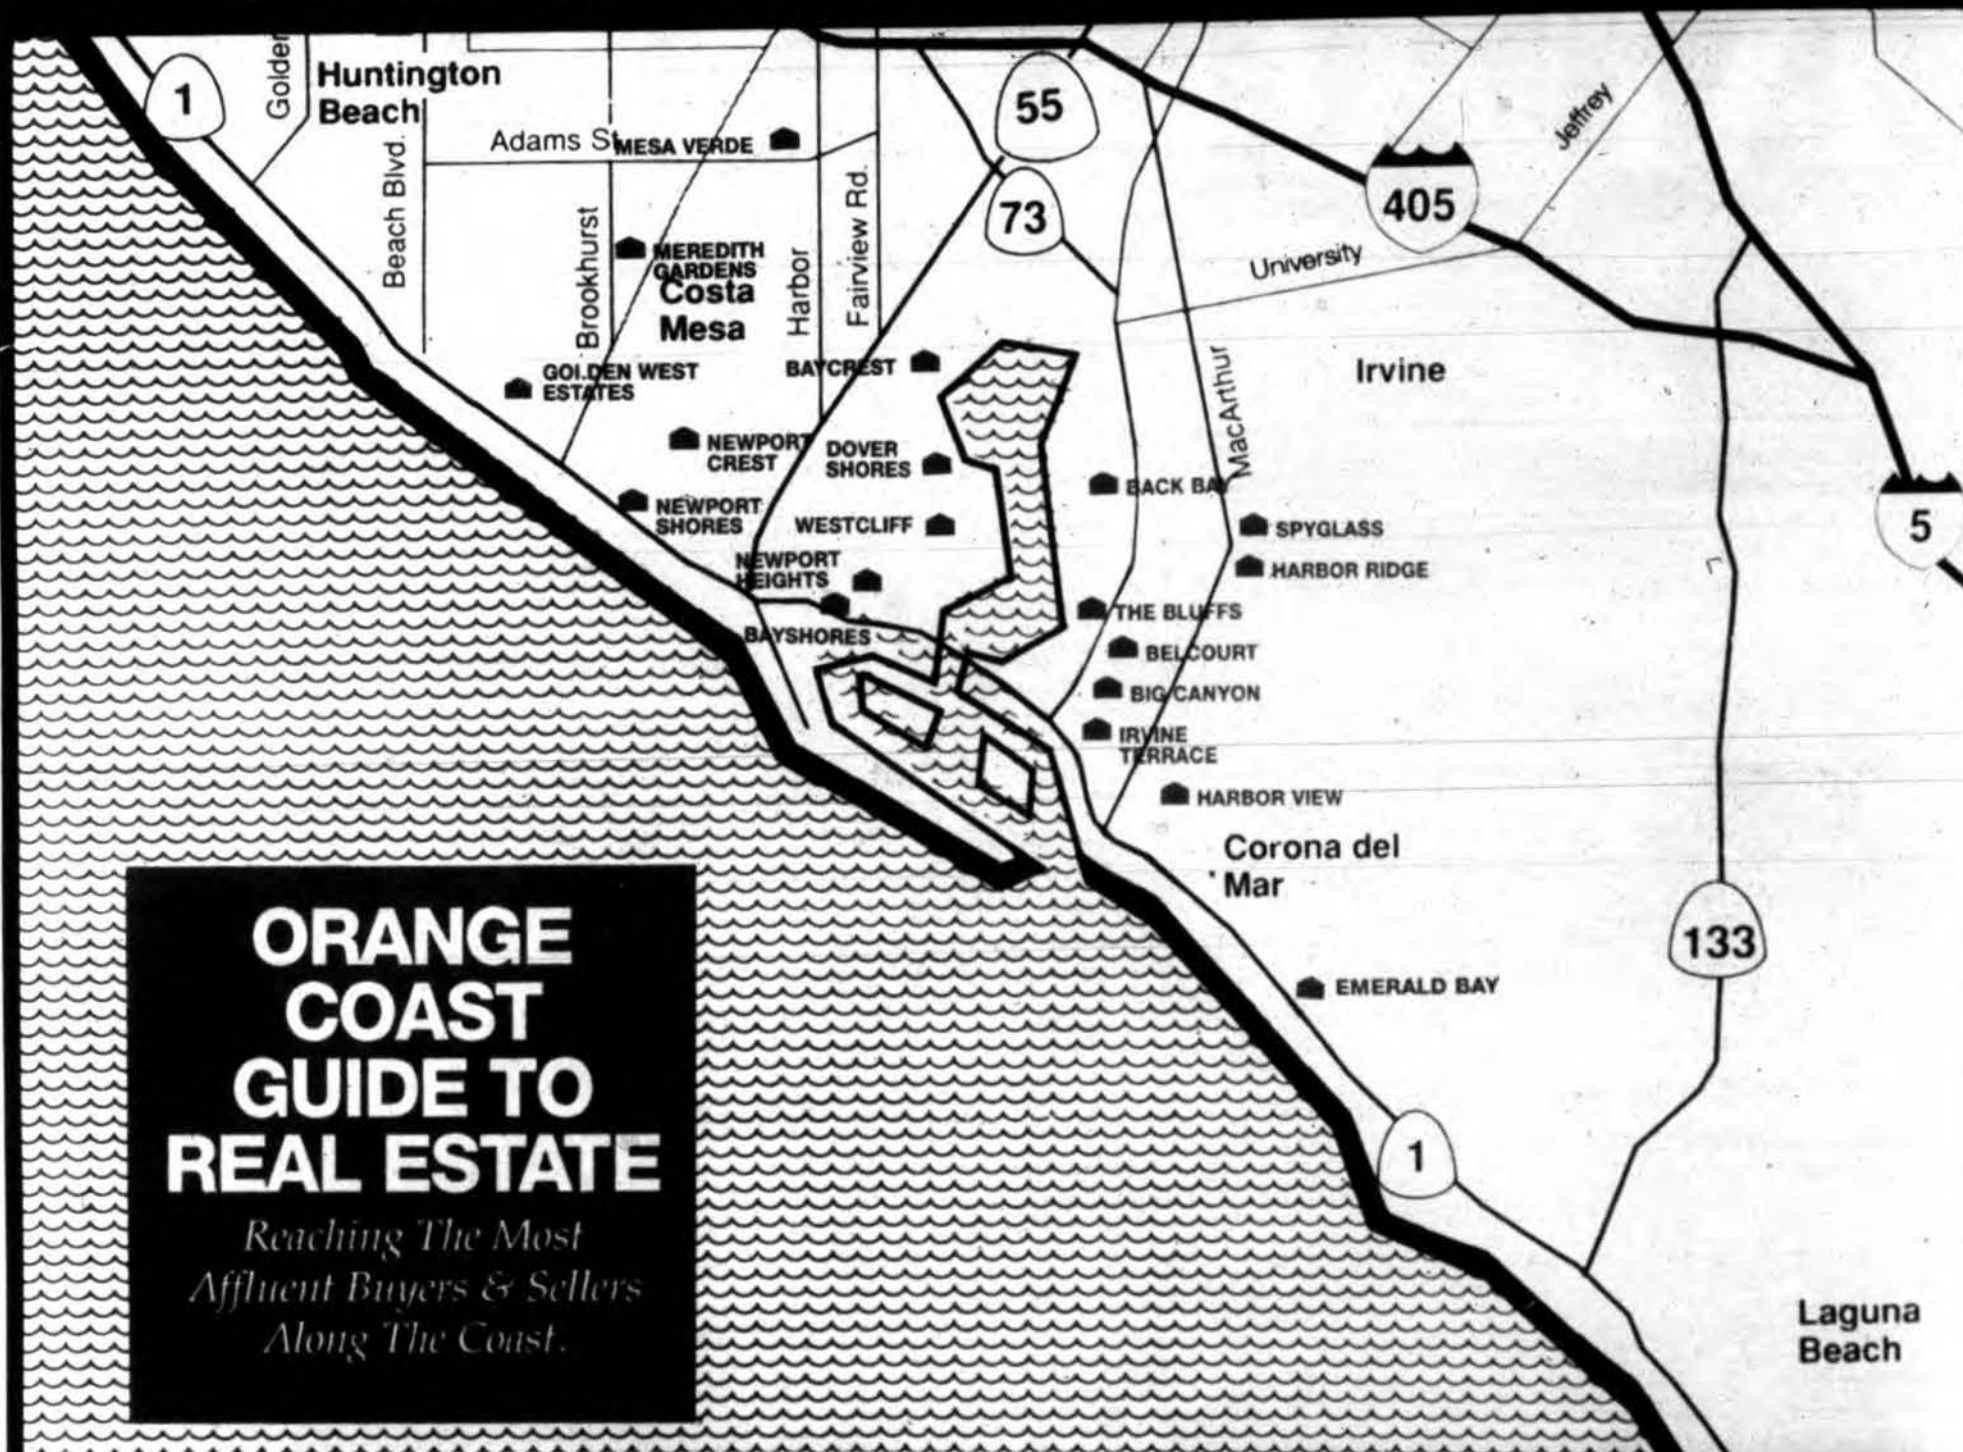 1
Golden
Huntington
Beach
55
Adams St
MESA VERDE
Beach Blvd.
Brookhurst
Harbor
Fairview Rd.
73
405
Jeffrey
University
MEREDITH
GARDENS
Costa
Mesa
GOLDEN WEST
ESTATES
BAYCREST
MacArthur
Irvine
NEWPORT
CREST
DOVER
SHORES
BACK BAY
NEWPORT
SHORES
WESTCLIFF
SPYGLASS
5
NEWPORT
HEIGHTS
HARBOR RIDGE
BAYSHORES
THE BLUFFS
BELCOURT
BIG CANYON
IRVINE
TERRACE
HARBOR VIEW
Corona del
Mar
133
EMERALD BAY
1
Laguna
Beach
ORANGE
COAST
GUIDE TO
REAL ESTATE
Reaching The Most
Affluent Buyers & Sellers
Along The Coast.